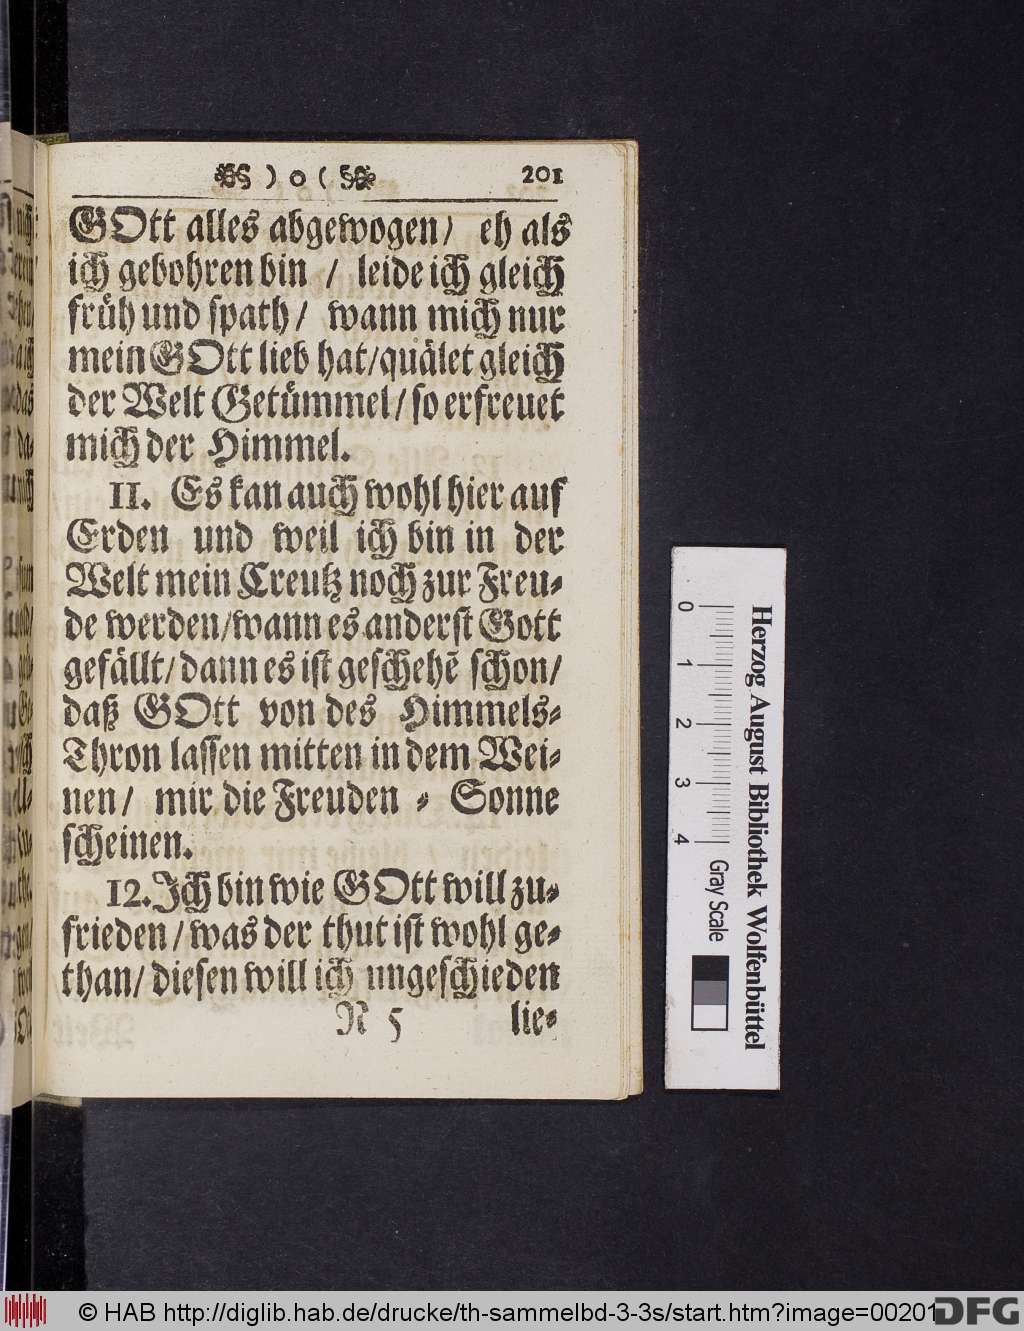 ) o ( 201
GOtt alles abgewogen/ eh als
ich gebohren bin / leide ich gleich
früh und spath/ wann mich nur
mein GOtt lieb hat/quälet gleich
der Welt Getümmel/so erfreuet
mich der Himmel.
11. Es kan auch wohl hier auf
Erden und weil ich bin in der
Welt mein Creutz noch zur Freu-
de werden/wann es anderst Gott
gefällt/dann es ist geschehẽ schon/
daß GOtt von des Himmels-
Thron lassen mitten in dem Wei-
nen/ mir die Freuden - Sonne
scheinen.
12. Ich bin wie GOtt will zu-
frieden/was der thut ist wohl ge-
than/ diesen will ich ungeschieden
N 5 lie-
0 1 2 3 4
Gray Scale
Herzog August Bibliothek Wolfenbüttel
© HAB http://diglib.hab.de/drucke/th-sammelbd-3-3s/start.htm?image=00201
DFG